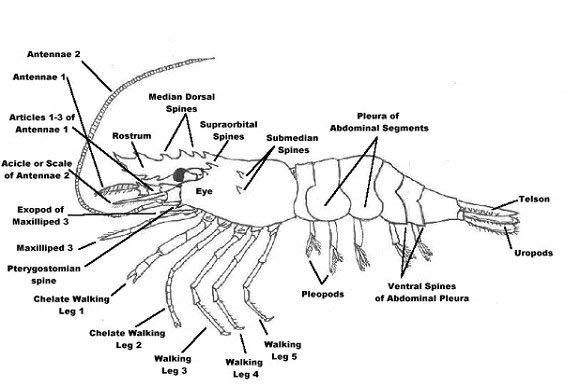 Antennae 2
Antennae 1
Articles 1-3 of
Antennae 1
Acicle or Scale
of Antennae 2
Exopod of
Maxilliped 3
Maxilliped 3
Pterygostomian
spine
Chelate Walking
Leg 1
Chelate Walking
Leg 2
Walking
Leg 3
Walking
Leg 4
Walking
Leg 5
Rostrum
Median Dorsal
Spines
Supraorbital
Spines
Eye
Submedian
Spines
Pleura of
Abdominal Segments
Pleopods
Ventral Spines
of Abdominal Pleura
Telson
Uropods